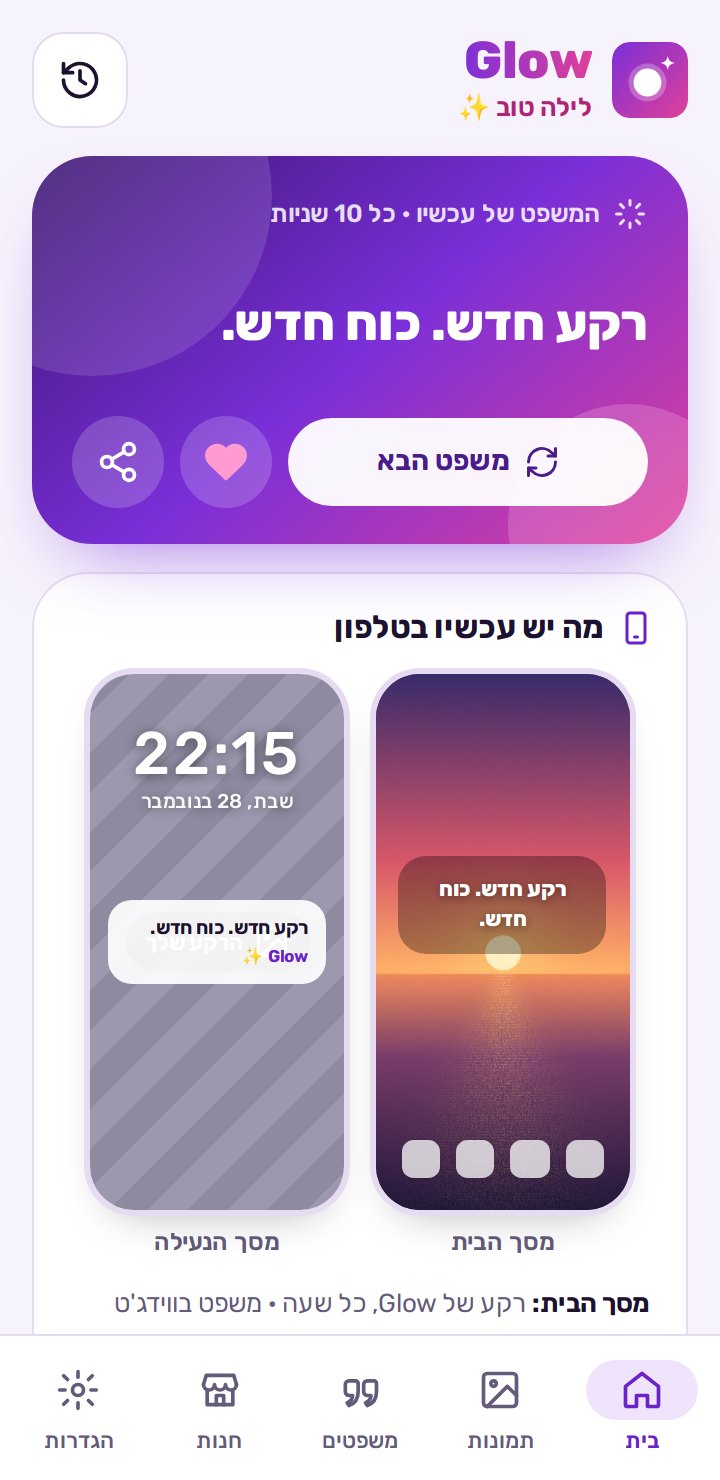 Glow
לילה טוב ✨
המשפט של עכשיו • כל 10 שניות
רקע חדש. כוח חדש.
משפט הבא
מה יש עכשיו בטלפון
רקע חדש. כוח
חדש.
22:15
שבת, 28 בנובמבר
רקע חדש. כוח חדש.
הרקע שלך
Glow ✨
מסך הבית
מסך הנעילה
מסך הבית: רקע של Glow, כל שעה • משפט בווידג'ט
בית
תמונות
משפטים
חנות
הגדרות